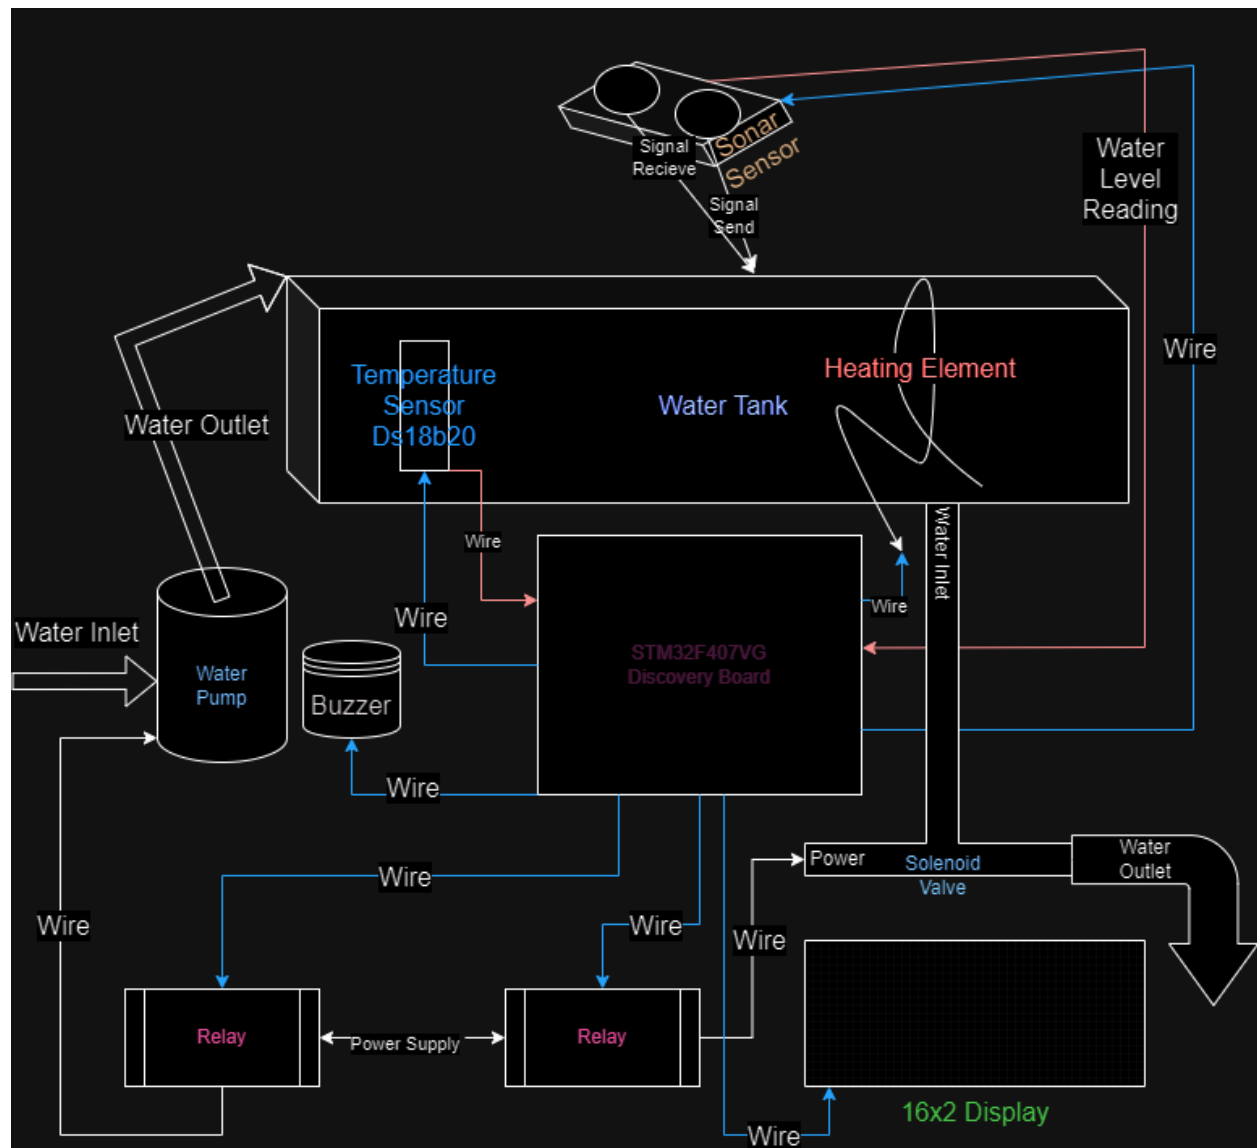 Sonar
Sensor
Signal
Recieve
Signal
Send
Water
Level
Reading
Wire
Heating Element
Temperature
Sensor
Ds18b20
Water Tank
Water Outlet
Wire
Wire
Wire
Water Inlet
Water Inlet
Water
Pump
Buzzer
STM32F407VG
Discovery Board
Wire
Wire
Power
Solenoid
Valve
Water
Outlet
Wire
Wire
Wire
Relay
Power Supply
Relay
16x2 Display
Wire